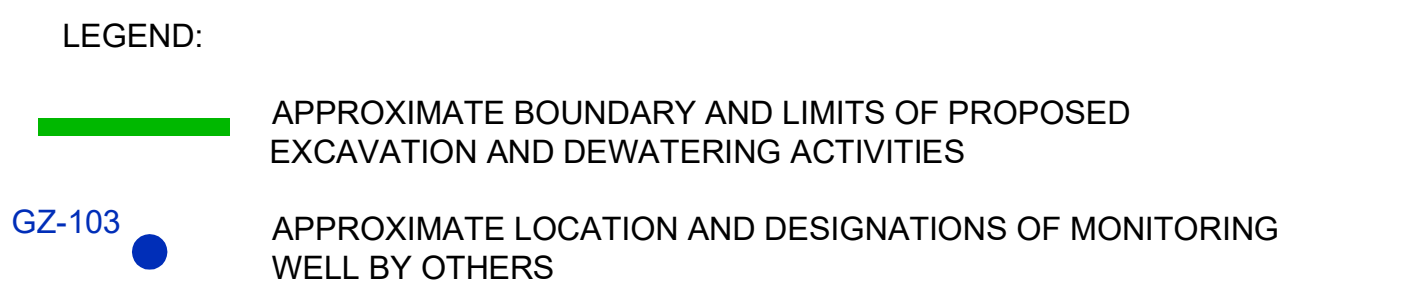 LEGEND:
APPROXIMATE BOUNDARY AND LIMITS OF PROPOSED
EXCAVATION AND DEWATERING ACTIVITIES
GZ-103
APPROXIMATE LOCATION AND DESIGNATIONS OF MONITORING
WELL BY OTHERS